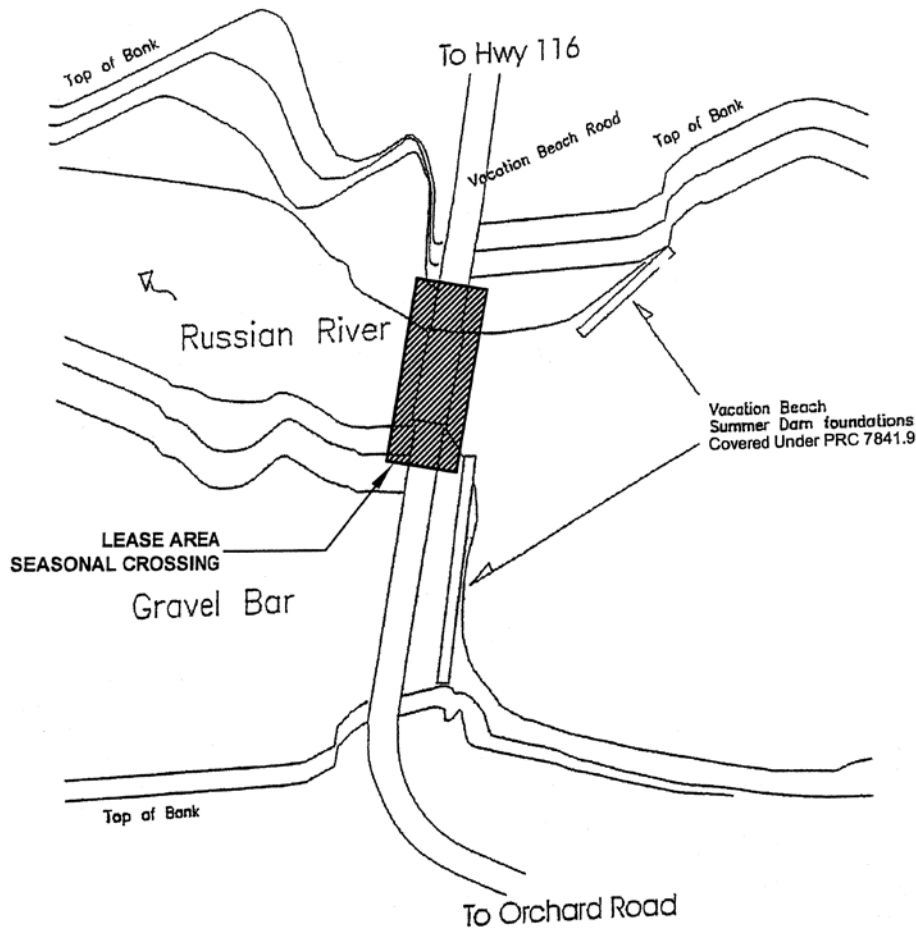 To Hwy 116
Top of Bank
Vacation Beach Road
Top of Bank
Russian River
Vacation Beach
Summer Dam foundations
Covered Under PRC 7841.9
LEASE AREA
SEASONAL CROSSING
Gravel Bar
Top of Bank
To Orchard Road